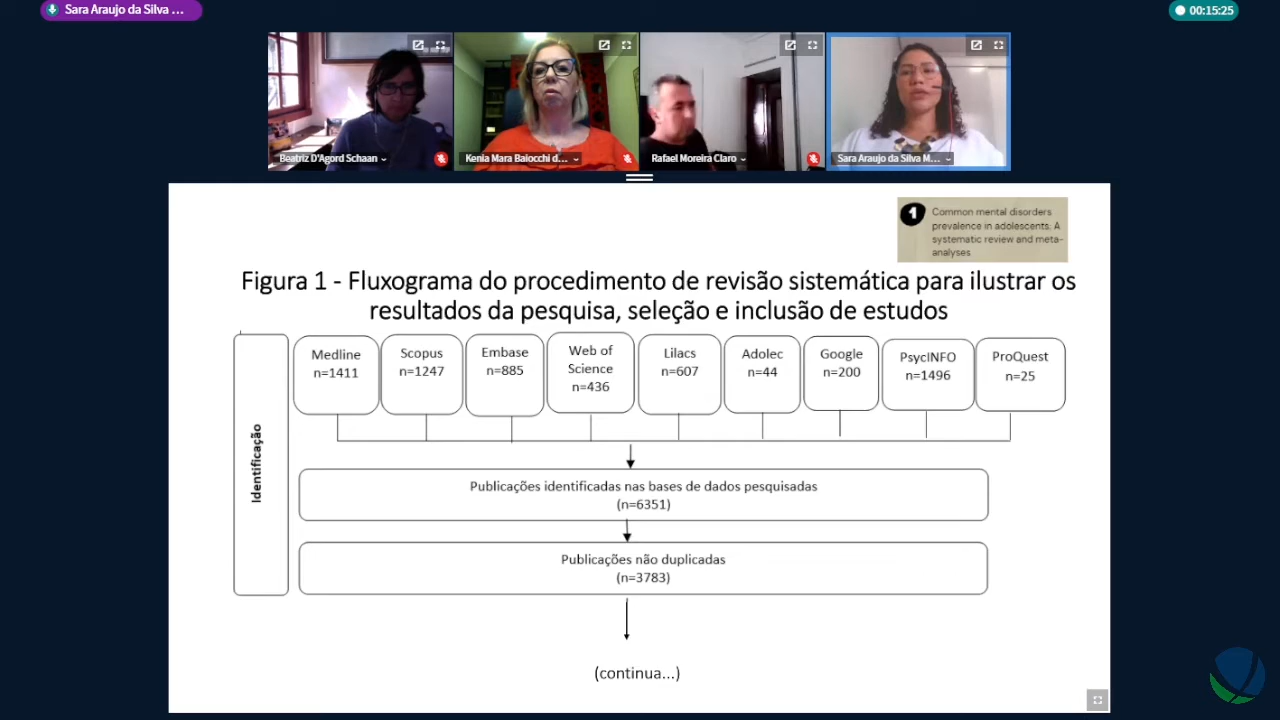 Sara Araujo da Silva ...
00:15:25
Beatriz D'Agord Schaan
Kenia Mara Baiocchi d...
Rafael Moreira Claro
Sara Araujo da Silva M...
1
Common mental disorders
prevalence in adolescents. A
systematic review and meta-
analyses
Figura 1 - Fluxograma do procedimento de revisão sistemática para ilustrar os
resultados da pesquisa, seleção e inclusão de estudos
Identificação
Medline
n=1411
Scopus
n=1247
Embase
n=885
Web of
Science
n=436
Lilacs
n=607
Adolec
n=44
Google
n=200
PsycINFO
n=1496
ProQuest
n=25
Publicações identificadas nas bases de dados pesquisadas
(n=6351)
Publicações não duplicadas
(n=3783)
(continua...)